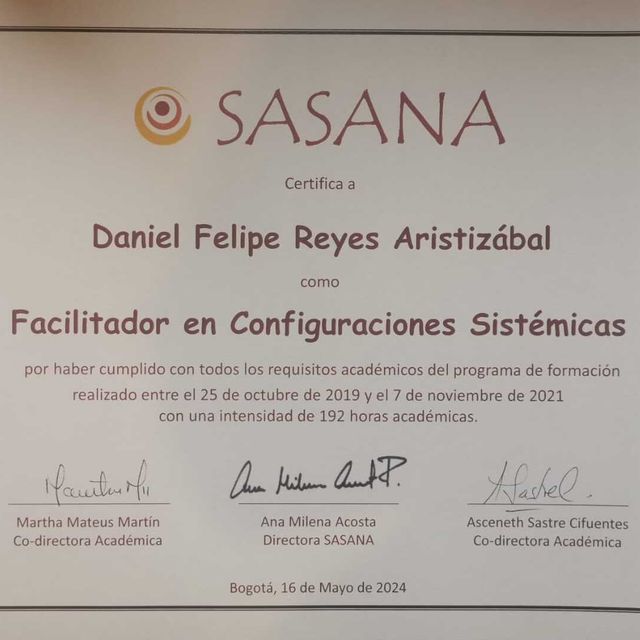 SASANA
Certifica a
Daniel Felipe Reyes Aristizábal
como
Facilitador en Configuraciones Sistémicas
por haber cumplido con todos los requisitos académicos del programa de formación
realizado entre el 25 de octubre de 2019 y el 7 de noviembre de 2021
con una intensidad de 192 horas académicas.
Martha Mateus Martín
Co-directora Académica
Ana Milena Acosta
Directora SASANA
Asceneth Sastre Cifuentes
Co-directora Académica
Bogotá, 16 de Mayo de 2024